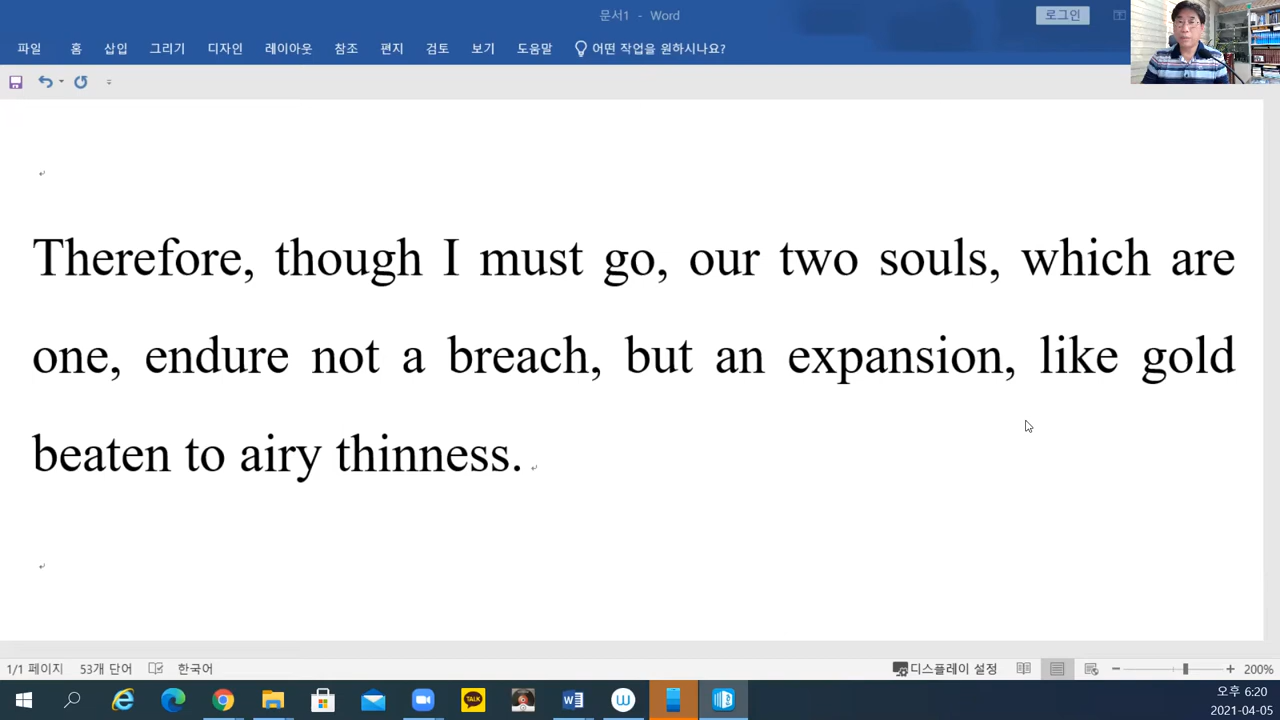 문서1 - Word
로그인
파일 홈 삽입 그리기 디자인 레이아웃 참조 편지 검토 보기 도움말 어떤 작업을 원하시나요?
Therefore, though I must go, our two souls, which are
one, endure not a breach, but an expansion, like gold
beaten to airy thinness.
1/1 페이지 53개 단어 한국어 디스플레이 설정 200%
TALK
오후 6:20
2021-04-05